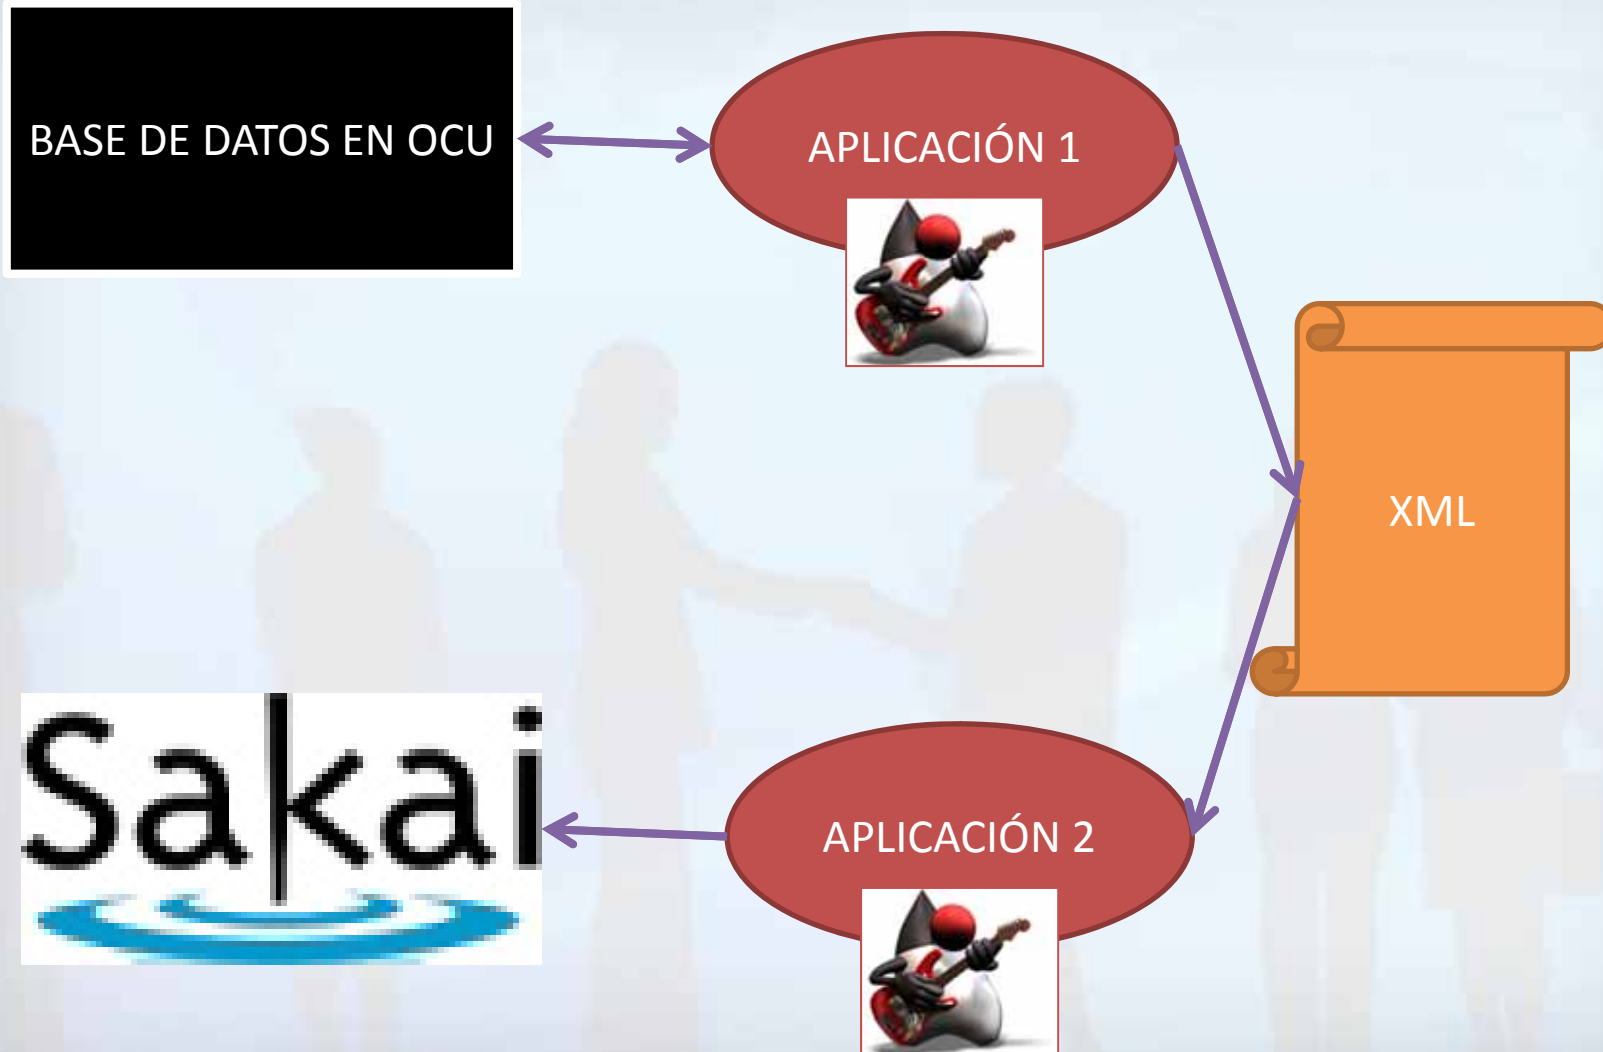 BASE DE DATOS EN OCU
APLICACIÓN 1
XML
Sakai
APLICACIÓN 2